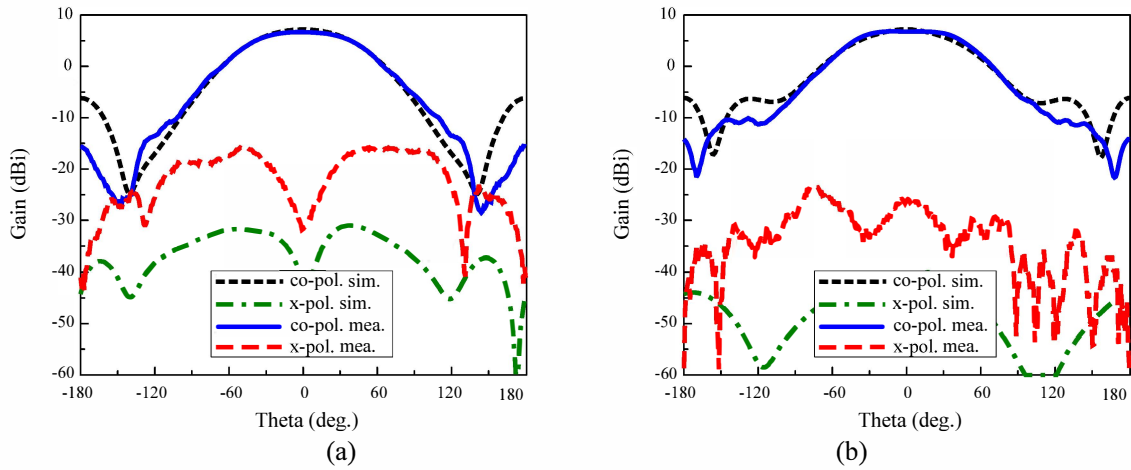 10
0
-10
-20
-30
-40
-50
-60
Gain (dBi)
co-pol. sim.
x-pol. sim.
co-pol. mea.
x-pol. mea.
-180 -120 -60 0 60 120 180
Theta (deg.)
(a)
10
0
-10
-20
-30
-40
-50
-60
Gain (dBi)
co-pol. sim.
x-pol. sim.
co-pol. mea.
x-pol. mea.
-180 -120 -60 0 60 120 180
Theta (deg.)
(b)